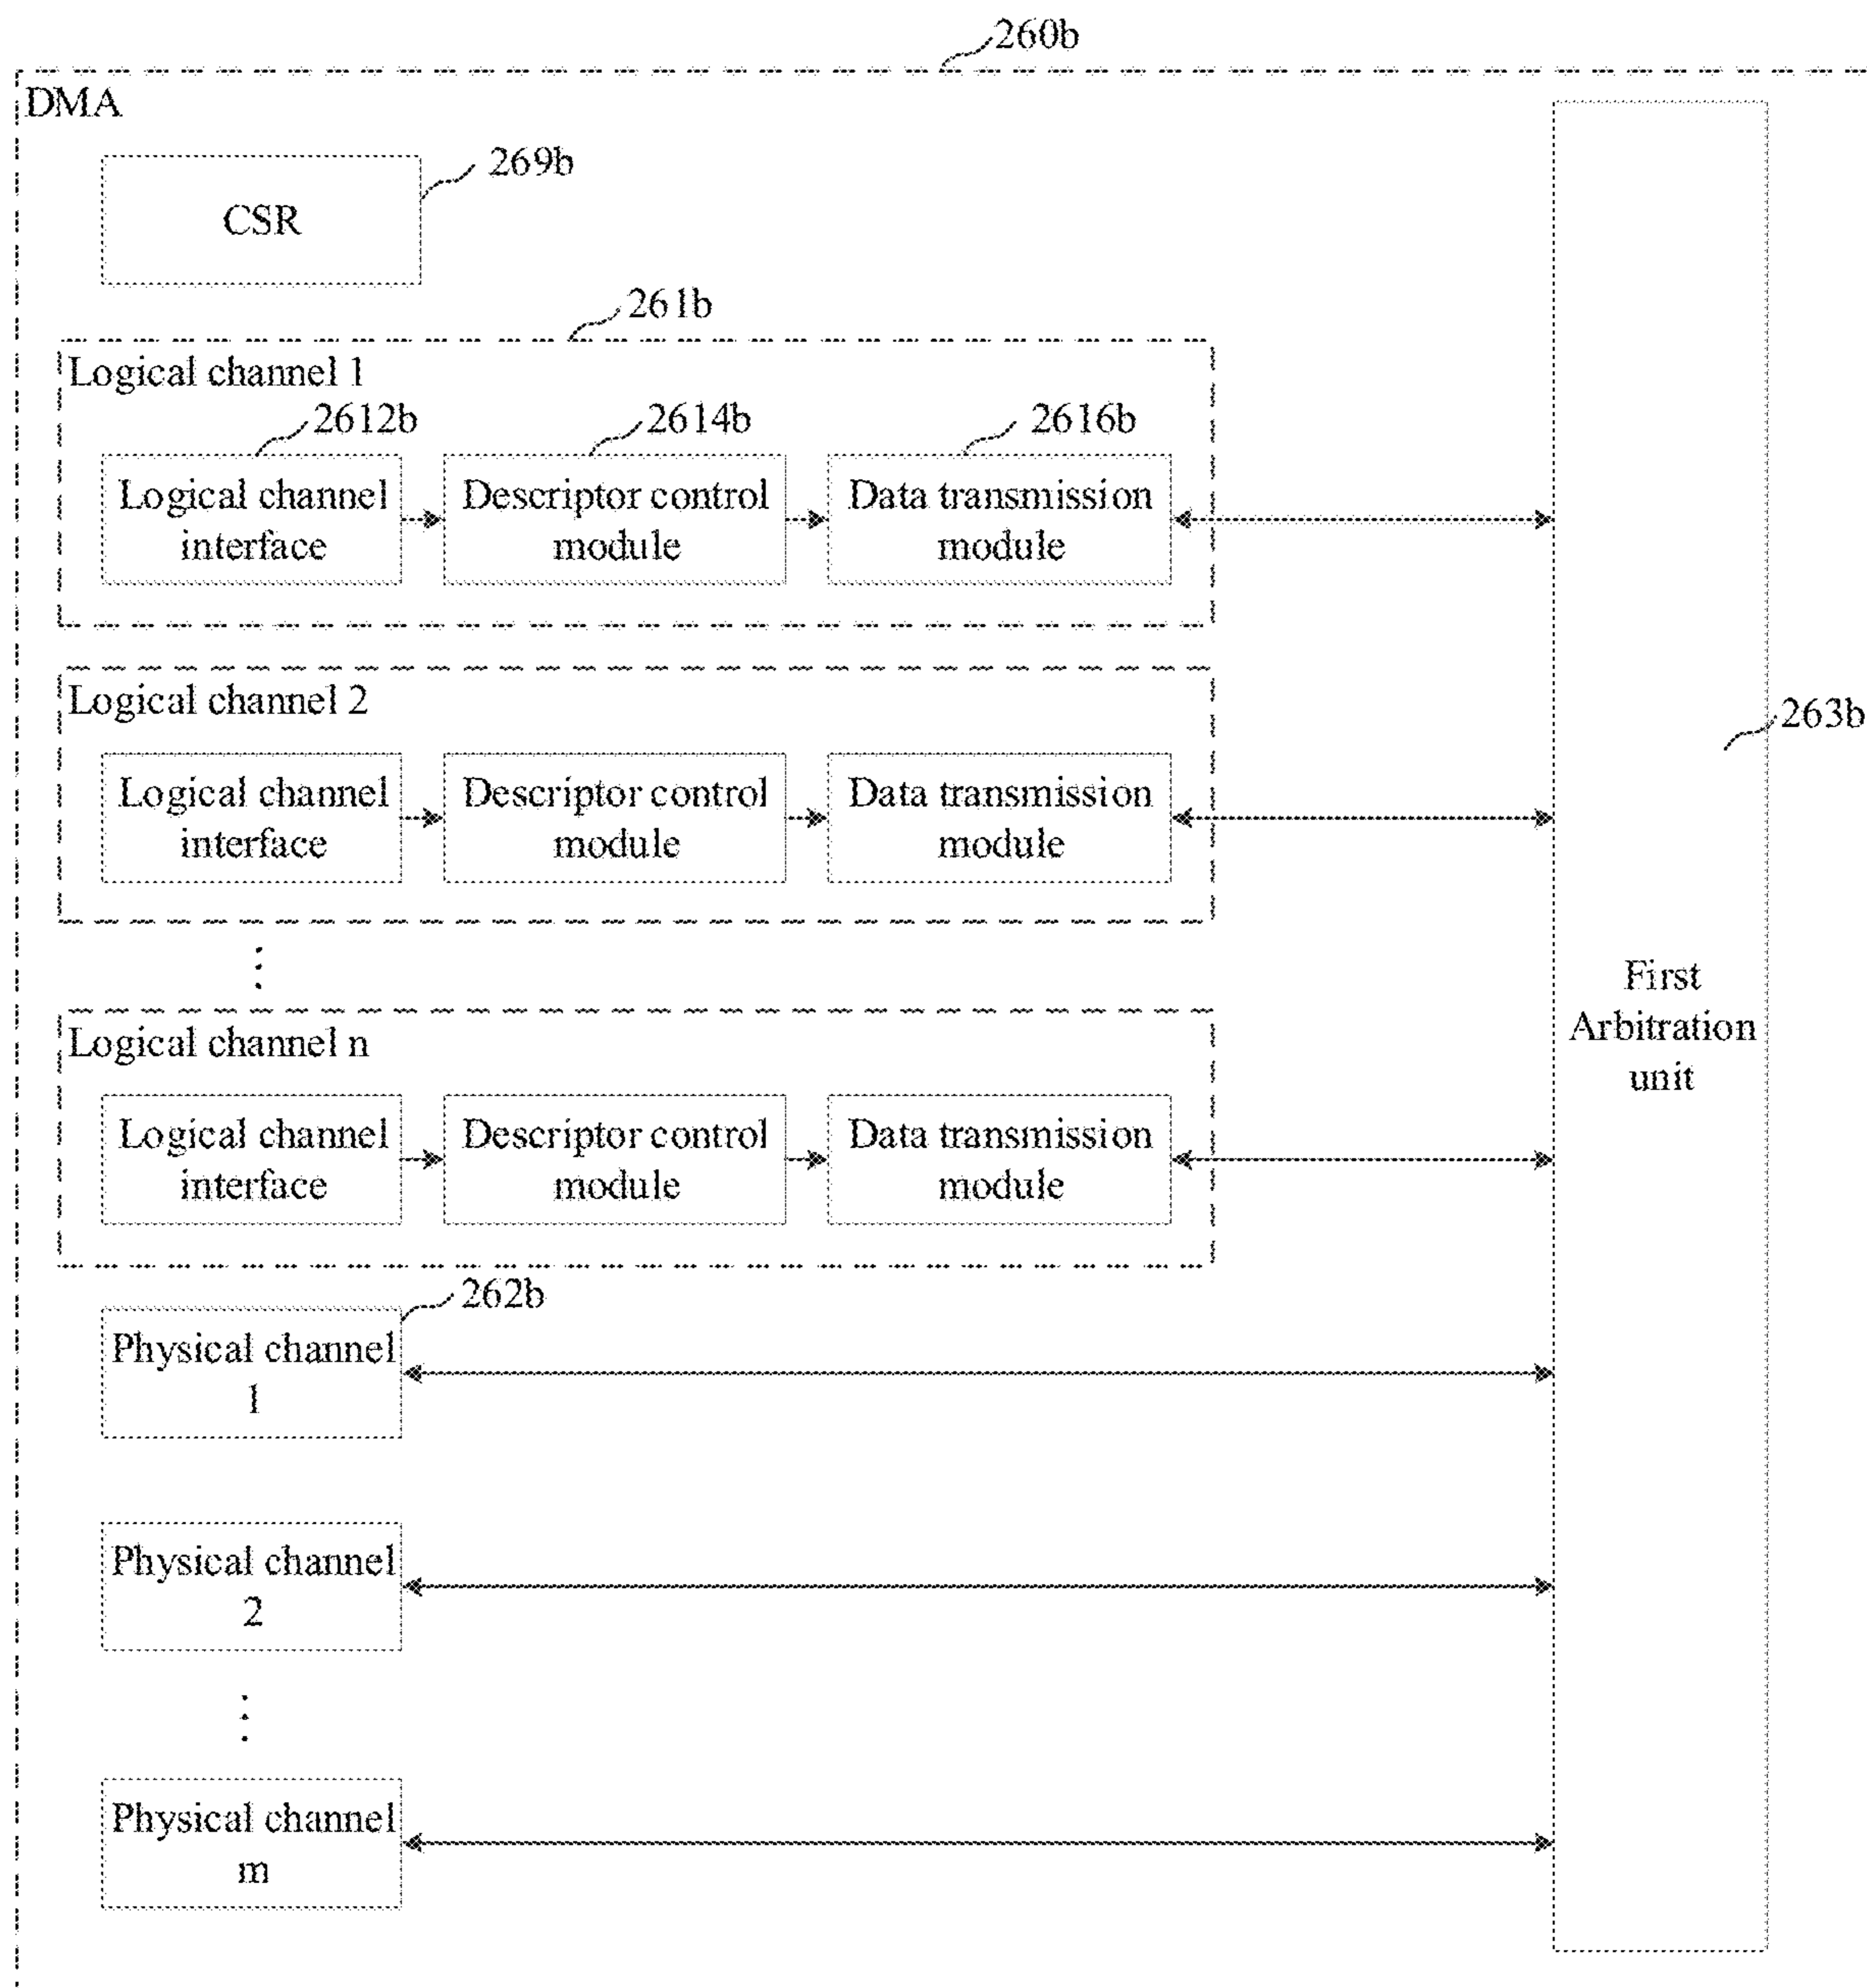 260b
DMA
269b
CSR
261b
Logical channel 1
2612b
2614b
2616b
Logical channel
interface
Descriptor control
module
Data transmission
module
Logical channel 2
263b
Logical channel
interface
Descriptor control
module
Data transmission
module
First
Arbitration
unit
Logical channel n
Logical channel
interface
Descriptor control
module
Data transmission
module
262b
Physical channel
1
Physical channel
2
Physical channel
m